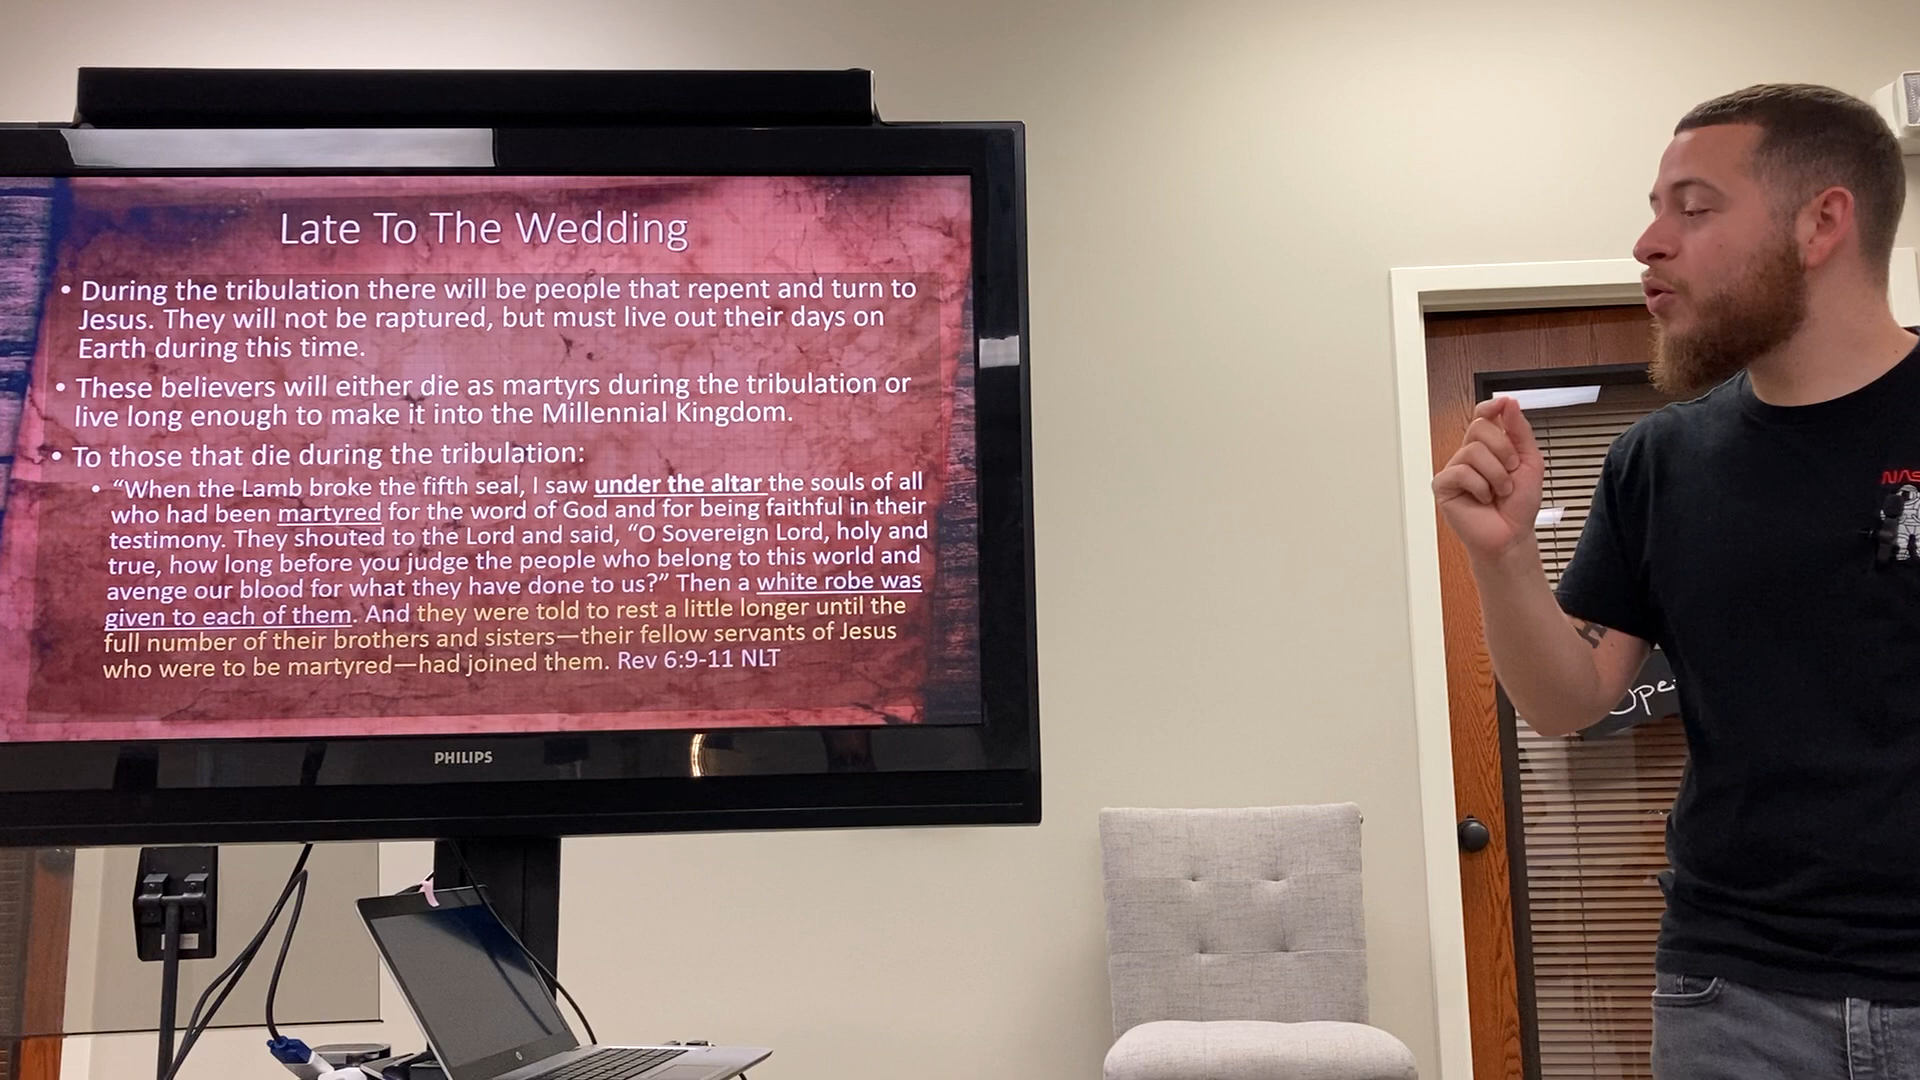 Late To The Wedding
• During the tribulation there will be people that repent and turn to
Jesus. They will not be raptured, but must live out their days on
Earth during this time.
• These believers will either die as martyrs during the tribulation or
live long enough to make it into the Millennial Kingdom.
• To those that die during the tribulation:
• “When the Lamb broke the fifth seal, I saw under the altar the souls of all
who had been martyred for the word of God and for being faithful in their
testimony. They shouted to the Lord and said, “O Sovereign Lord, holy and
true, how long before you judge the people who belong to this world and
avenge our blood for what they have done to us?” Then a white robe was
given to each of them. And they were told to rest a little longer until the
full number of their brothers and sisters—their fellow servants of Jesus
who were to be martyred—had joined them. Rev 6:9-11 NLT
PHILIPS
hp